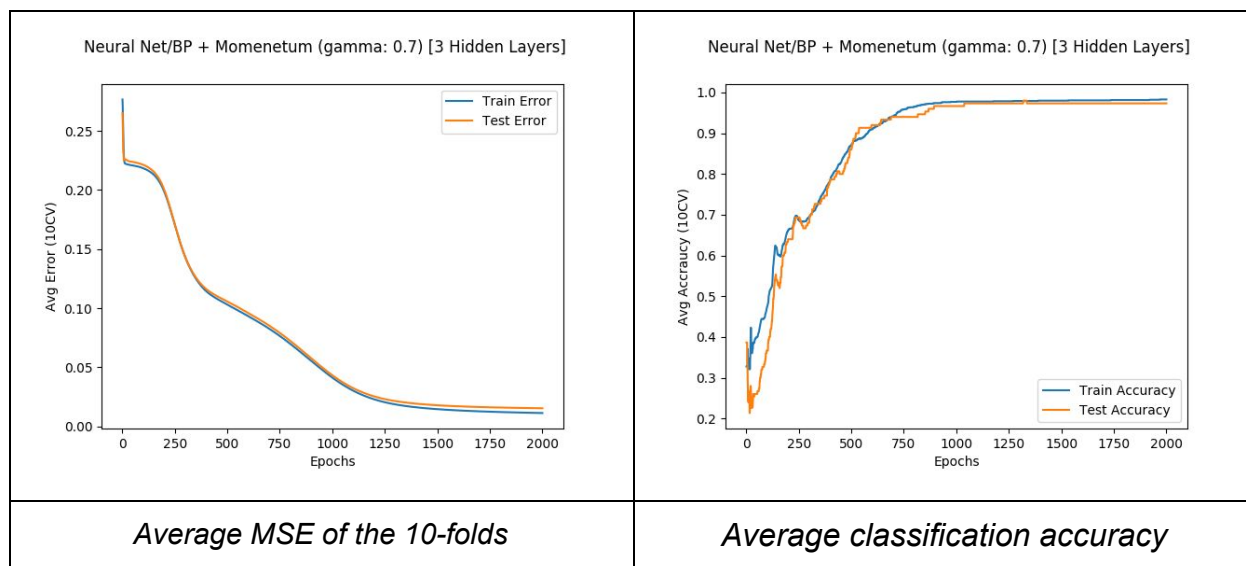 Neural Net/BP + Momenetum (gamma: 0.7) [3 Hidden Layers]
Train Error
Test Error
0.25
0.20
0.15
0.10
0.05
0.00
Avg Error (10CV)
0 250 500 750 1000 1250 1500 1750 2000
Epochs
Average MSE of the 10-folds
Neural Net/BP + Momenetum (gamma: 0.7) [3 Hidden Layers]
1.0
0.9
0.8
0.7
0.6
0.5
0.4
0.3
0.2
Avg Accraucy (10CV)
Train Accuracy
Test Accuracy
0 250 500 750 1000 1250 1500 1750 2000
Epochs
Average classification accuracy